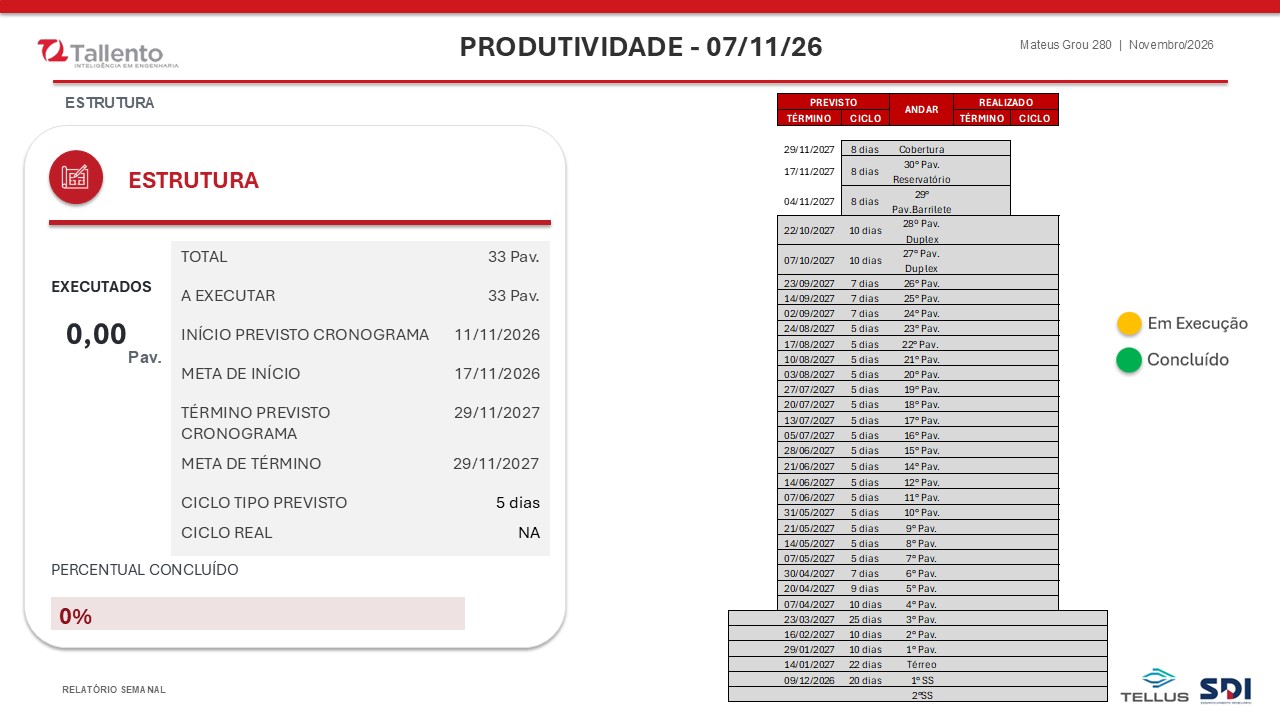 Tallento
INTELIGÊNCIA EM ENGENHARIA
PRODUTIVIDADE - 07/11/26
Mateus Grou 280 | Novembro/2026
ESTRUTURA
ESTRUTURA
EXECUTADOS
0,00
Pav.
TOTAL 33 Pav.
A EXECUTAR 33 Pav.
INÍCIO PREVISTO CRONOGRAMA 11/11/2026
META DE INÍCIO 17/11/2026
TÉRMINO PREVISTO 29/11/2027
CRONOGRAMA
META DE TÉRMINO 29/11/2027
CICLO TIPO PREVISTO 5 dias
CICLO REAL NA
PERCENTUAL CONCLUÍDO
0%
RELATÓRIO SEMANAL
PREVISTO ANDAR REALIZADO
TÉRMINO CICLO TÉRMINO CICLO
29/11/2027 8 dias Cobertura
17/11/2027 8 dias 30º Pav.
Reservatório
04/11/2027 8 dias 29º
Pav.Barrilete
22/10/2027 10 dias 28º Pav.
Duplex
07/10/2027 10 dias 27º Pav.
Duplex
23/09/2027 7 dias 26º Pav.
14/09/2027 7 dias 25º Pav.
02/09/2027 7 dias 24º Pav.
24/08/2027 5 dias 23º Pav.
17/08/2027 5 dias 22º Pav.
10/08/2027 5 dias 21º Pav.
03/08/2027 5 dias 20º Pav.
27/07/2027 5 dias 19º Pav.
20/07/2027 5 dias 18º Pav.
13/07/2027 5 dias 17º Pav.
05/07/2027 5 dias 16º Pav.
28/06/2027 5 dias 15º Pav.
21/06/2027 5 dias 14º Pav.
14/06/2027 5 dias 12º Pav.
07/06/2027 5 dias 11º Pav.
31/05/2027 5 dias 10º Pav.
21/05/2027 5 dias 9º Pav.
14/05/2027 5 dias 8º Pav.
07/05/2027 5 dias 7º Pav.
30/04/2027 7 dias 6º Pav.
20/04/2027 9 dias 5º Pav.
07/04/2027 10 dias 4º Pav.
23/03/2027 25 dias 3º Pav.
16/02/2027 10 dias 2º Pav.
29/01/2027 10 dias 1º Pav.
14/01/2027 22 dias Térreo
09/12/2026 20 dias 1º SS
2ºSS
Em Execução
Concluído
TELLUS
SDI